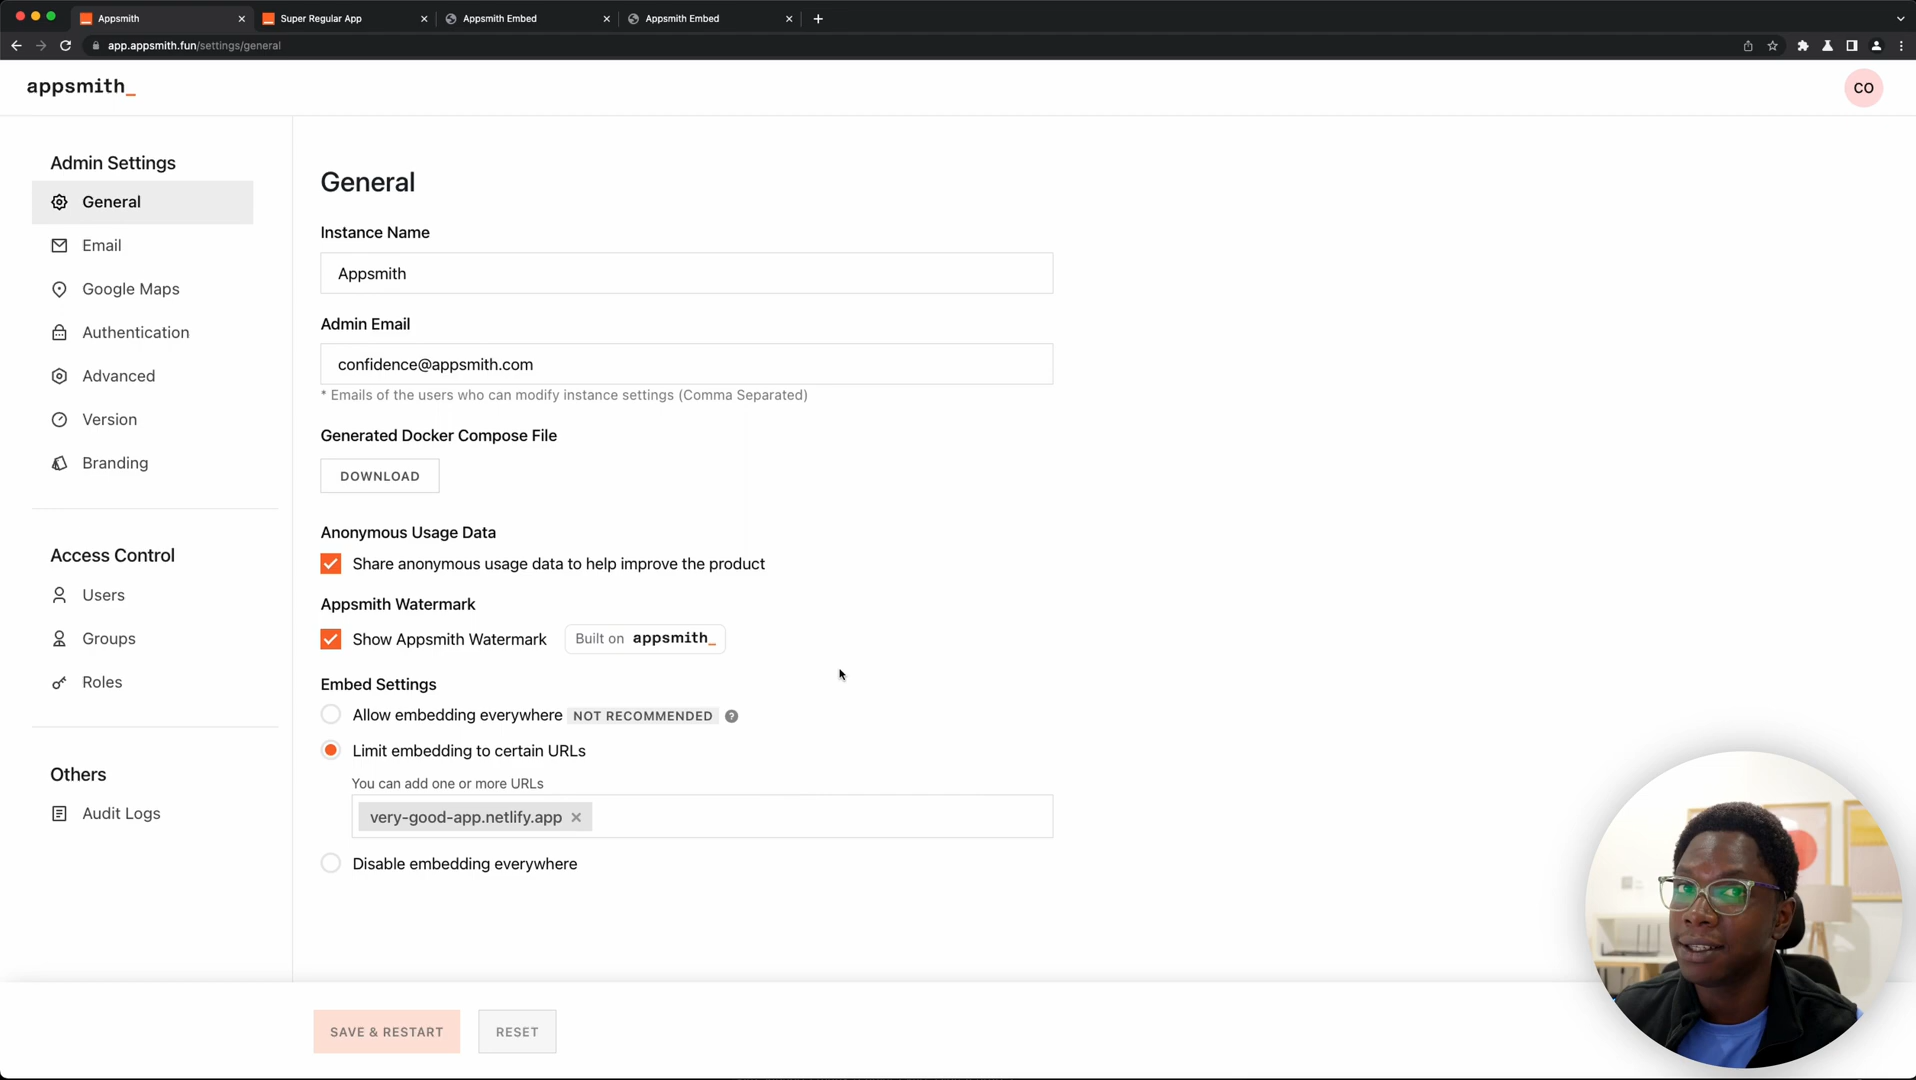 Appsmith
Super Regular App
Appsmith Embed
Appsmith Embed
app.appsmith.fun/settings/general
appsmith_
CO
Admin Settings
General
Email
Google Maps
Authentication
Advanced
Version
Branding
Access Control
Users
Groups
Roles
Others
Audit Logs
General
Instance Name
Appsmith
Admin Email
confidence@appsmith.com
* Emails of the users who can modify instance settings (Comma Separated)
Generated Docker Compose File
DOWNLOAD
Anonymous Usage Data
Share anonymous usage data to help improve the product
Appsmith Watermark
Show Appsmith Watermark
Built on appsmith_
Embed Settings
Allow embedding everywhere NOT RECOMMENDED ?
Limit embedding to certain URLs
You can add one or more URLs
very-good-app.netlify.app ×
Disable embedding everywhere
SAVE & RESTART
RESET